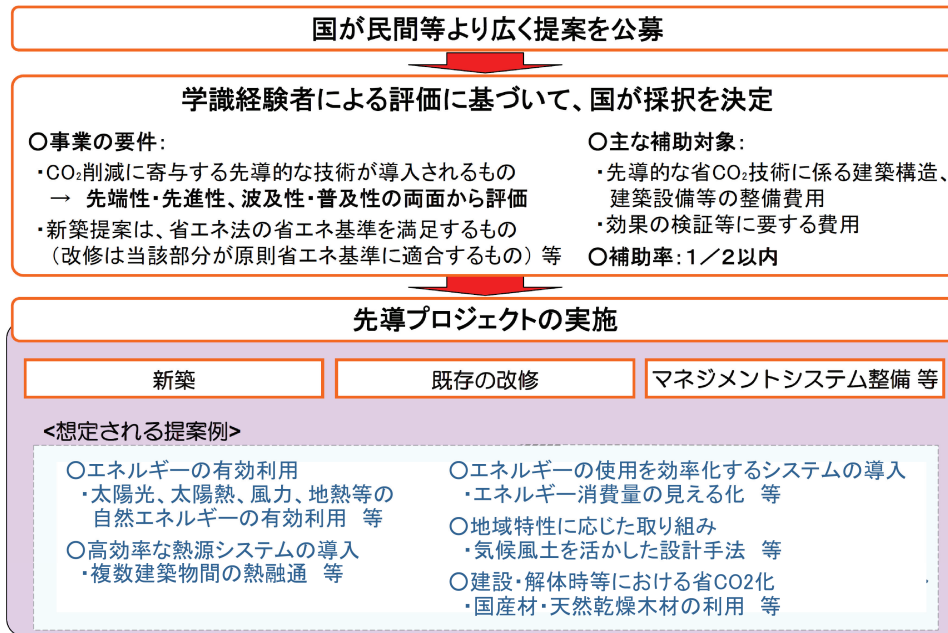 国が民間等より広く提案を公募
学識経験者による評価に基づいて、国が採択を決定
○事業の要件：
・CO₂削減に寄与する先導的な技術が導入されるもの
→ 先端性・先進性、波及性・普及性の両面から評価
・新築提案は、省エネ法の省エネ基準を満足するもの
（改修は当該部分が原則省エネ基準に適合するもの）等
○主な補助対象：
・先導的な省CO₂技術に係る建築構造、
建築設備等の整備費用
・効果の検証等に要する費用
○補助率：１／２以内
先導プロジェクトの実施
新築
既存の改修
マネジメントシステム整備 等
<想定される提案例>
○エネルギーの有効利用
・太陽光、太陽熱、風力、地熱等の
自然エネルギーの有効利用 等
○高効率な熱源システムの導入
・複数建築物間の熱融通 等
○エネルギーの使用を効率化するシステムの導入
・エネルギー消費量の見える化 等
○地域特性に応じた取り組み
・気候風土を活かした設計手法 等
○建設・解体時等における省CO2化
・国産材・天然乾燥木材の利用 等